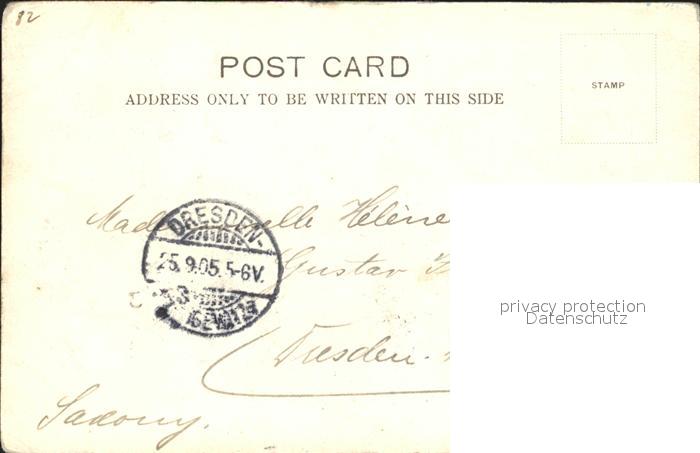 82
POST CARD
ADDRESS ONLY TO BE WRITTEN ON THIS SIDE
STAMP
Hélène
DRESDEN-
25.9.05.5-6V.
Gustav
privacy protection
Datenschutz
Dresden.
Saxony.